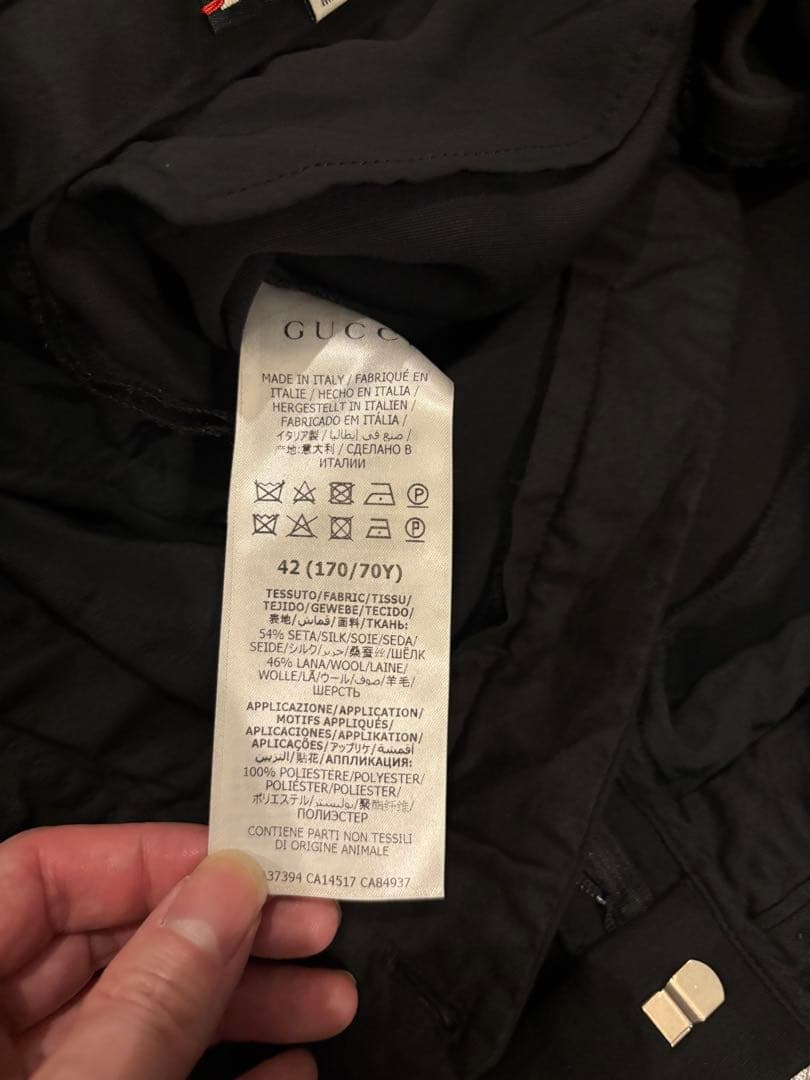 GUCC
MADE IN ITALY / FABRIQUÉ EN
ITALIE / HECHO EN ITALIA /
HERGESTELLT IN ITALIEN /
FABRICADO EM ITÁLIA /
イタリア製 / صنع في إيطاليا /
产地:意大利 / СДЕЛАНО В
ИТАЛИИ
P
P
42 (170/70Y)
TESSUTO/FABRIC/TISSU/
TEJIDO/GEWEBE/TECIDO/
表地/قماش/面料/ТКАНЬ:
54% SETA/SILK/SOIE/SEDA/
SEIDE/シルク/حرير/桑蚕丝/ШЁЛК
46% LANA/WOOL/LAINE/
WOLLE/LÃ/ウール/صوف/羊毛/
ШЕРСТЬ
APPLICAZIONE/APPLICATION/
MOTIFS APPLIQUÉS/
APLICACIONES/APPLIKATION/
APLICAÇÕES/アップリケ/أقمشة
التزيين/贴花/АППЛИКАЦИЯ:
100% POLIESTERE/POLYESTER/
POLIÉSTER/POLIESTER/
ポリエステル/بوليستر/聚酯纤维/
ПОЛИЭСТЕР
CONTIENE PARTI NON TESSILI
DI ORIGINE ANIMALE
37394 CA14517 CA84937